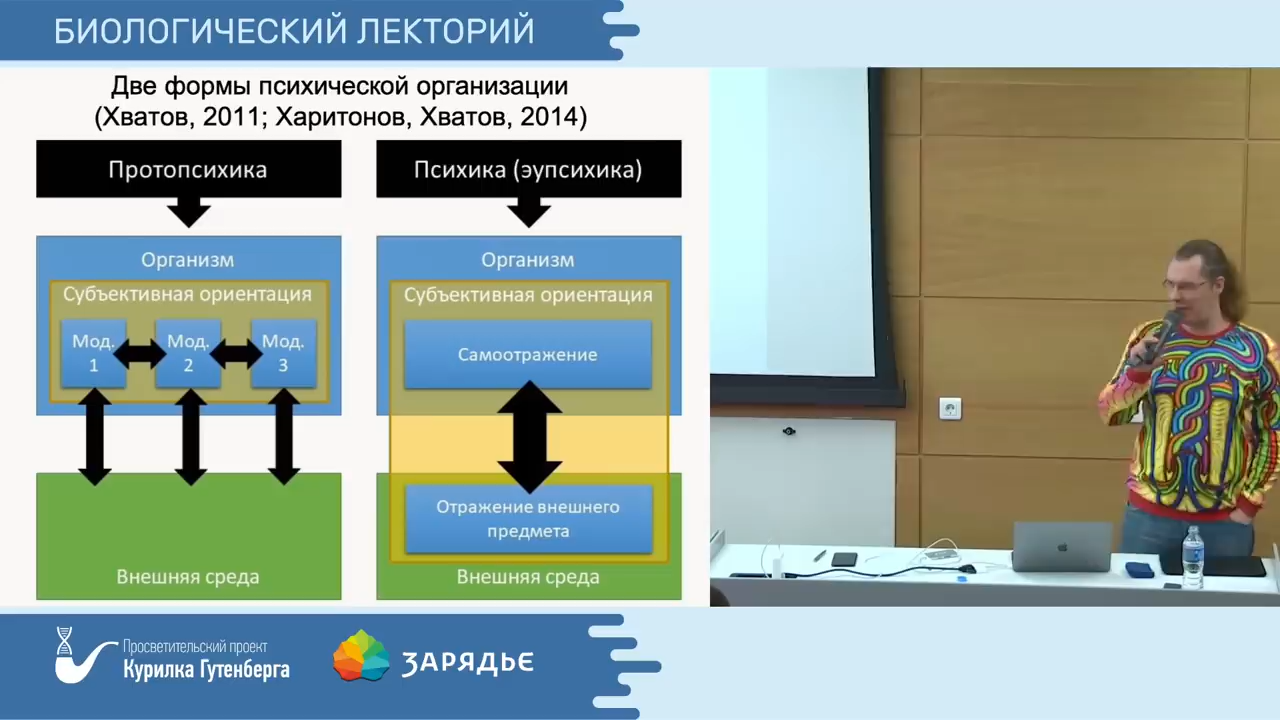 БИОЛОГИЧЕСКИЙ ЛЕКТОРИЙ
Две формы психической организации
(Хватов, 2011; Харитонов, Хватов, 2014)
Протопсихика
Организм
Субъективная ориентация
Мод.
1
Мод.
2
Мод.
3
Внешняя среда
Психика (эупсихика)
Организм
Субъективная ориентация
Самоотражение
Отражение внешнего
предмета
Внешняя среда
Просветительский проект
Курилка Гутенберга
ЗАРЯДЬЕ